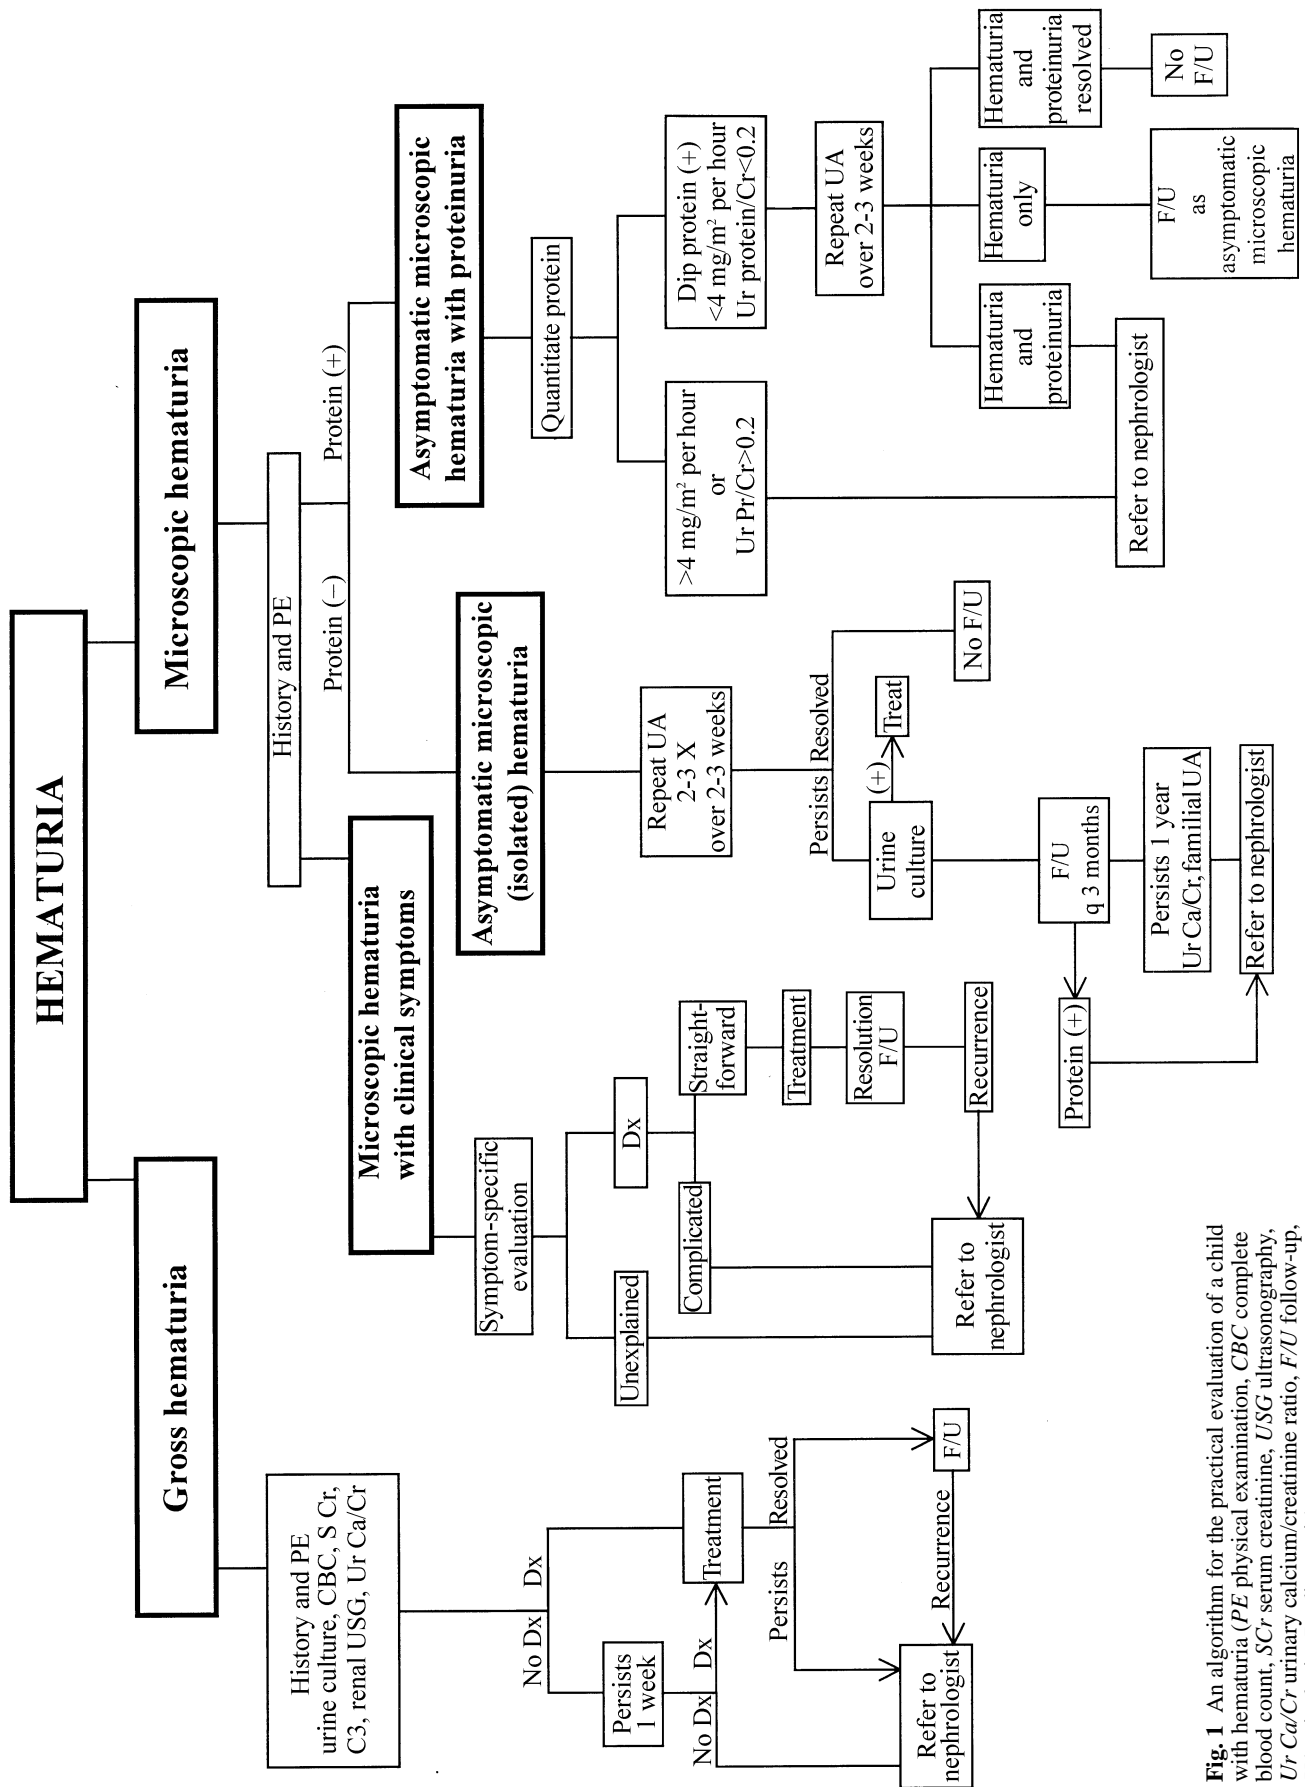 HEMATURIA
Gross hematuria
Microscopic hematuria
History and PE
urine culture, CBC, S Cr,
C3, renal USG, Ur Ca/Cr
No Dx
Dx
Persists
1 week
No Dx
Dx
Treatment
Persists
Resolved
Refer to
nephrologist
Recurrence
F/U
History and PE
Protein (–)
Protein (+)
Microscopic hematuria
with clinical symptoms
Symptom-specific
evaluation
Unexplained
Dx
Complicated
Straight-
forward
Treatment
Resolution
F/U
Recurrence
Refer to
nephrologist
Asymptomatic microscopic
(isolated) hematuria
Repeat UA
2-3 X
over 2-3 weeks
Persists
Resolved
Urine
culture
(+)
Treat
No F/U
F/U
q 3 months
Protein (+)
Persists 1 year
Ur Ca/Cr, familial UA
Refer to nephrologist
Asymptomatic microscopic
hematuria with proteinuria
Quantitate protein
>4 mg/m² per hour
or
Ur Pr/Cr>0.2
Dip protein (+)
<4 mg/m² per hour
Ur protein/Cr<0.2
Repeat UA
over 2-3 weeks
Hematuria
and
proteinuria
Hematuria
only
Hematuria
and
proteinuria
resolved
Refer to nephrologist
F/U
as
asymptomatic
microscopic
hematuria
No
F/U
Fig. 1 An algorithm for the practical evaluation of a child
with hematuria (PE physical examination, CBC complete
blood count, SCr serum creatinine, USG ultrasonography,
Ur Ca/Cr urinary calcium/creatinine ratio, F/U follow-up,